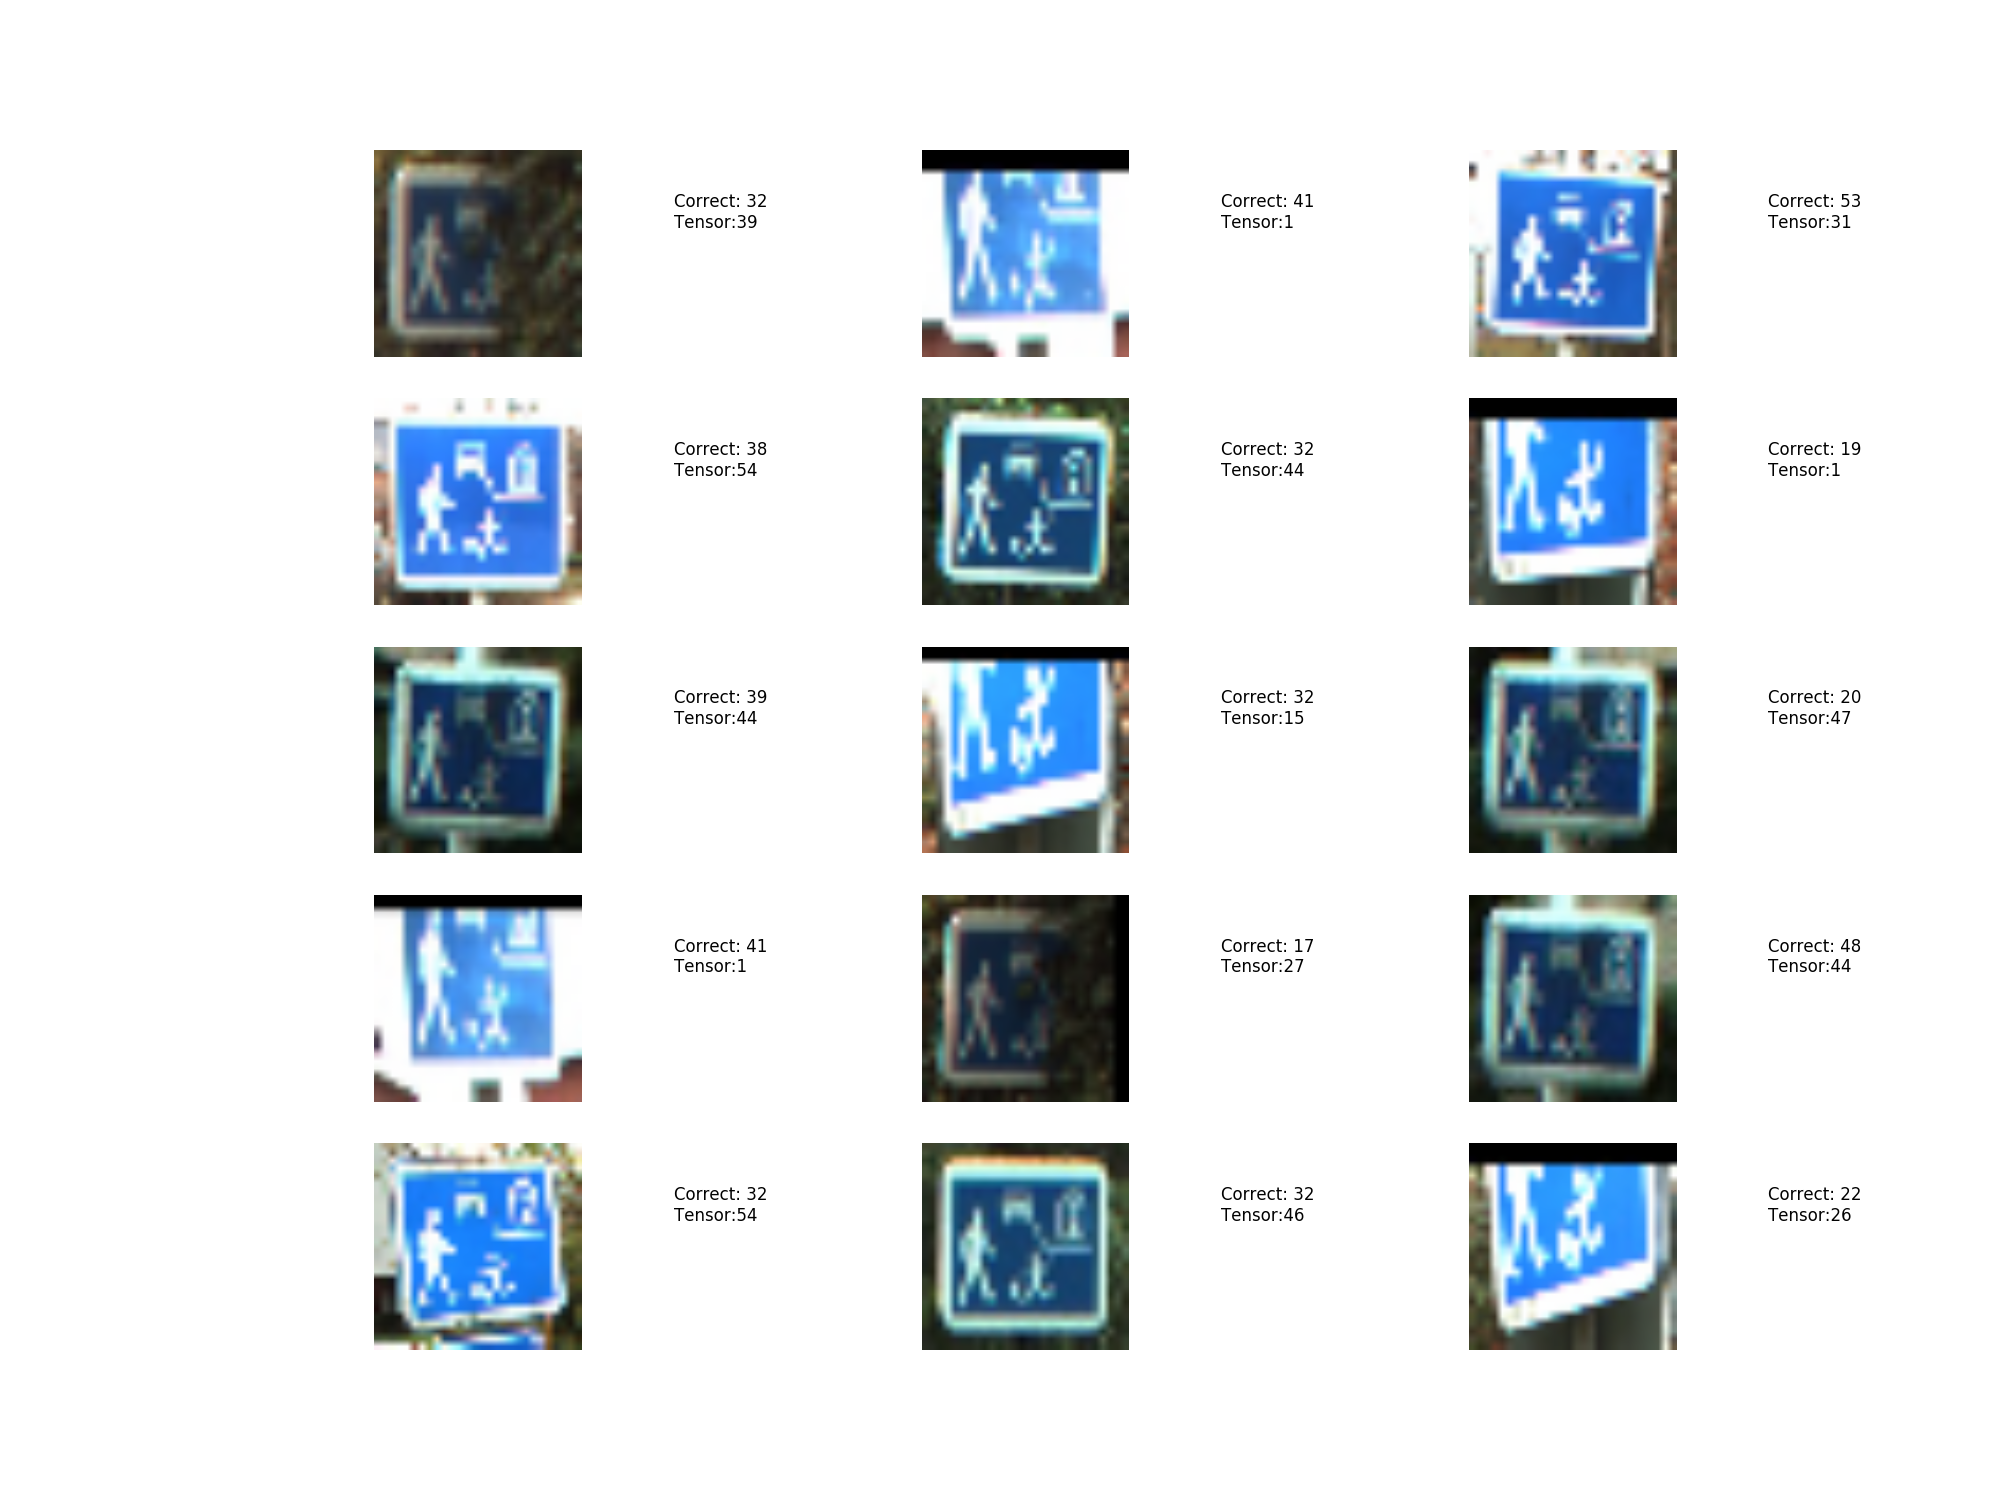 Correct: 32
Tensor:39
Correct: 41
Tensor:1
Correct: 53
Tensor:31
Correct: 38
Tensor:54
Correct: 32
Tensor:44
Correct: 19
Tensor:1
Correct: 39
Tensor:44
Correct: 32
Tensor:15
Correct: 20
Tensor:47
Correct: 41
Tensor:1
Correct: 17
Tensor:27
Correct: 48
Tensor:44
Correct: 32
Tensor:54
Correct: 32
Tensor:46
Correct: 22
Tensor:26